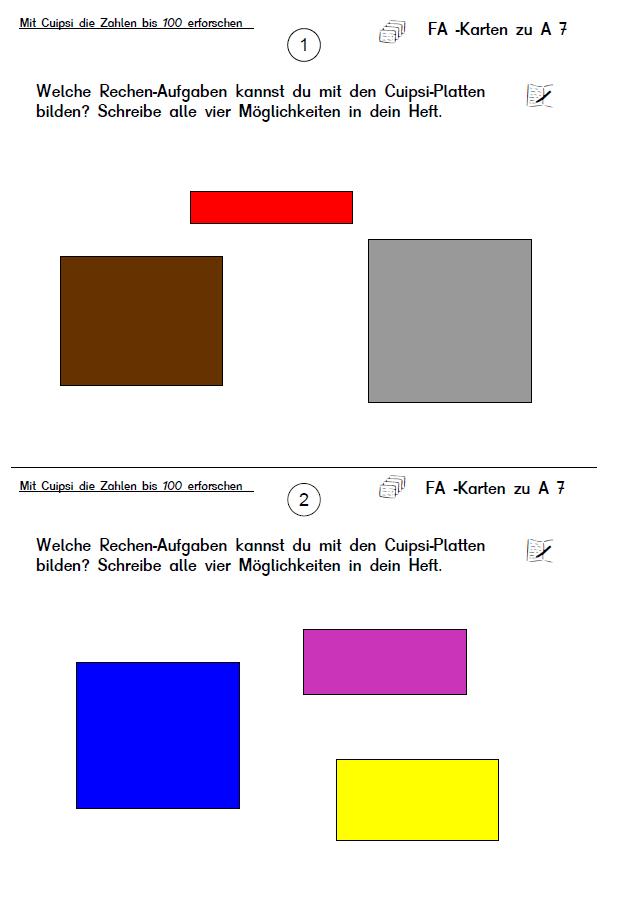 Mit Cuipsi die Zahlen bis 100 erforschen
1
FA -Karten zu A 7
Welche Rechen-Aufgaben kannst du mit den Cuipsi-Platten
bilden? Schreibe alle vier Möglichkeiten in dein Heft.
Mit Cuipsi die Zahlen bis 100 erforschen
2
FA -Karten zu A 7
Welche Rechen-Aufgaben kannst du mit den Cuipsi-Platten
bilden? Schreibe alle vier Möglichkeiten in dein Heft.